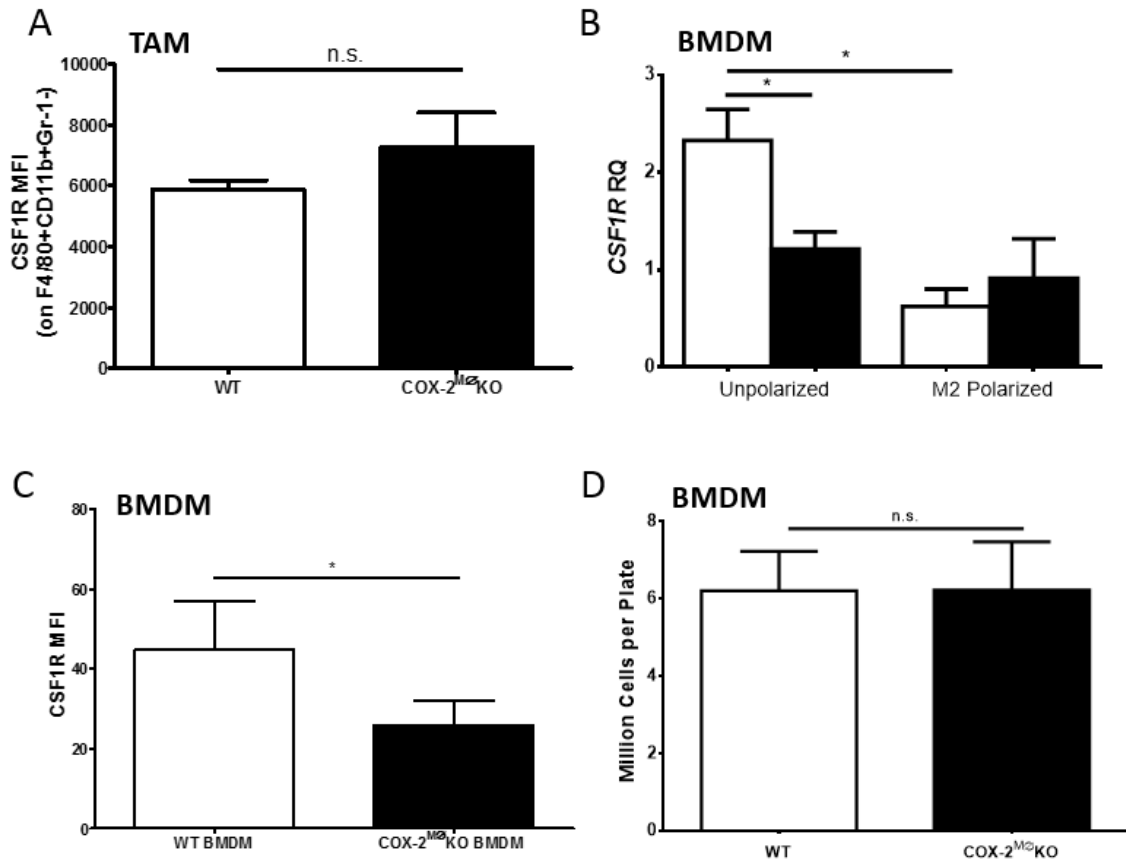 A
TAM
n.s.
10000
8000
6000
4000
2000
0
CSF1R MFI
(on F4/80+CD11b+Gr-1-)
WT
COX-2MØKO
B
BMDM
*
*
3
2
1
0
CSF1R RQ
Unpolarized
M2 Polarized
C
BMDM
*
80
60
40
20
0
CSF1R MFI
WT BMDM
COX-2MØKO BMDM
D
BMDM
n.s.
8
6
4
2
0
Million Cells per Plate
WT
COX-2MØKO